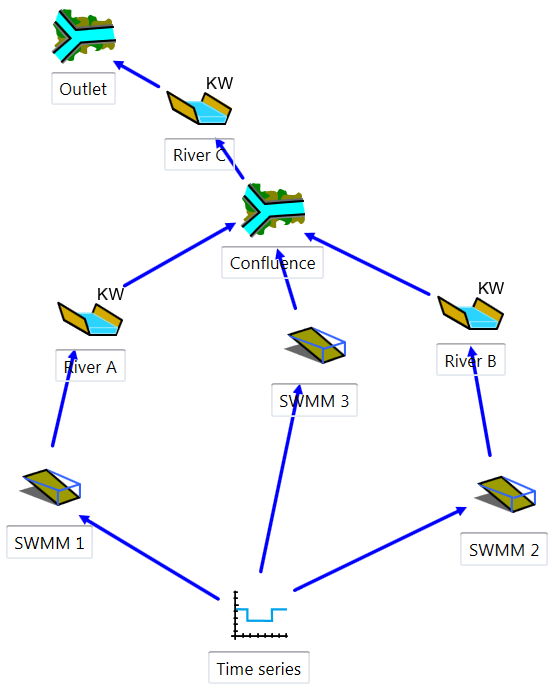 Outlet
KW
River C
Confluence
KW
River A
KW
River B
SWMM 3
SWMM 1
SWMM 2
Time series